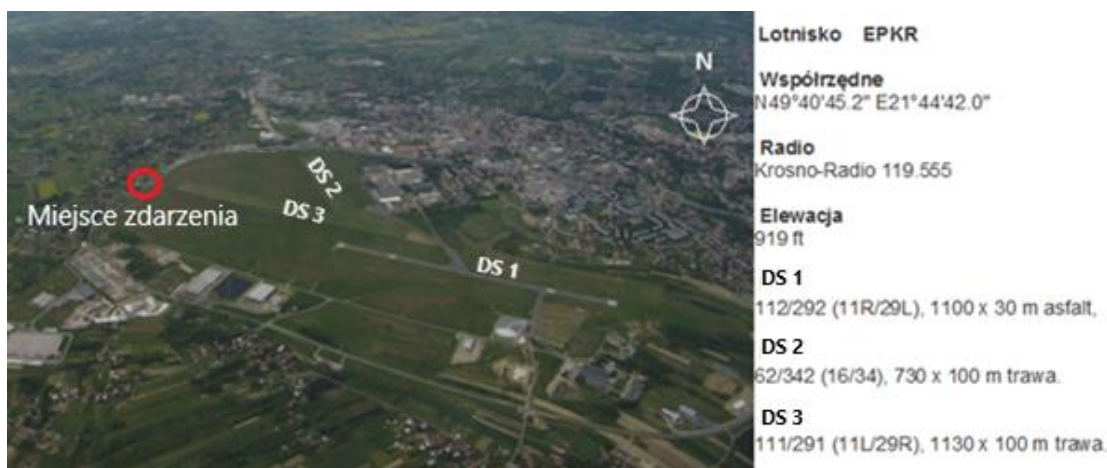 N
DS 2
DS 3
Miejsce zdarzenia
DS 1
Lotnisko EPKR
Współrzędne
N49°40'45.2" E21°44'42.0"
Radio
Krosno-Radio 119.555
Elewacja
919 ft
DS 1
112/292 (11R/29L), 1100 x 30 m asfalt,
DS 2
62/342 (16/34), 730 x 100 m trawa.
DS 3
111/291 (11L/29R), 1130 x 100 m trawa.